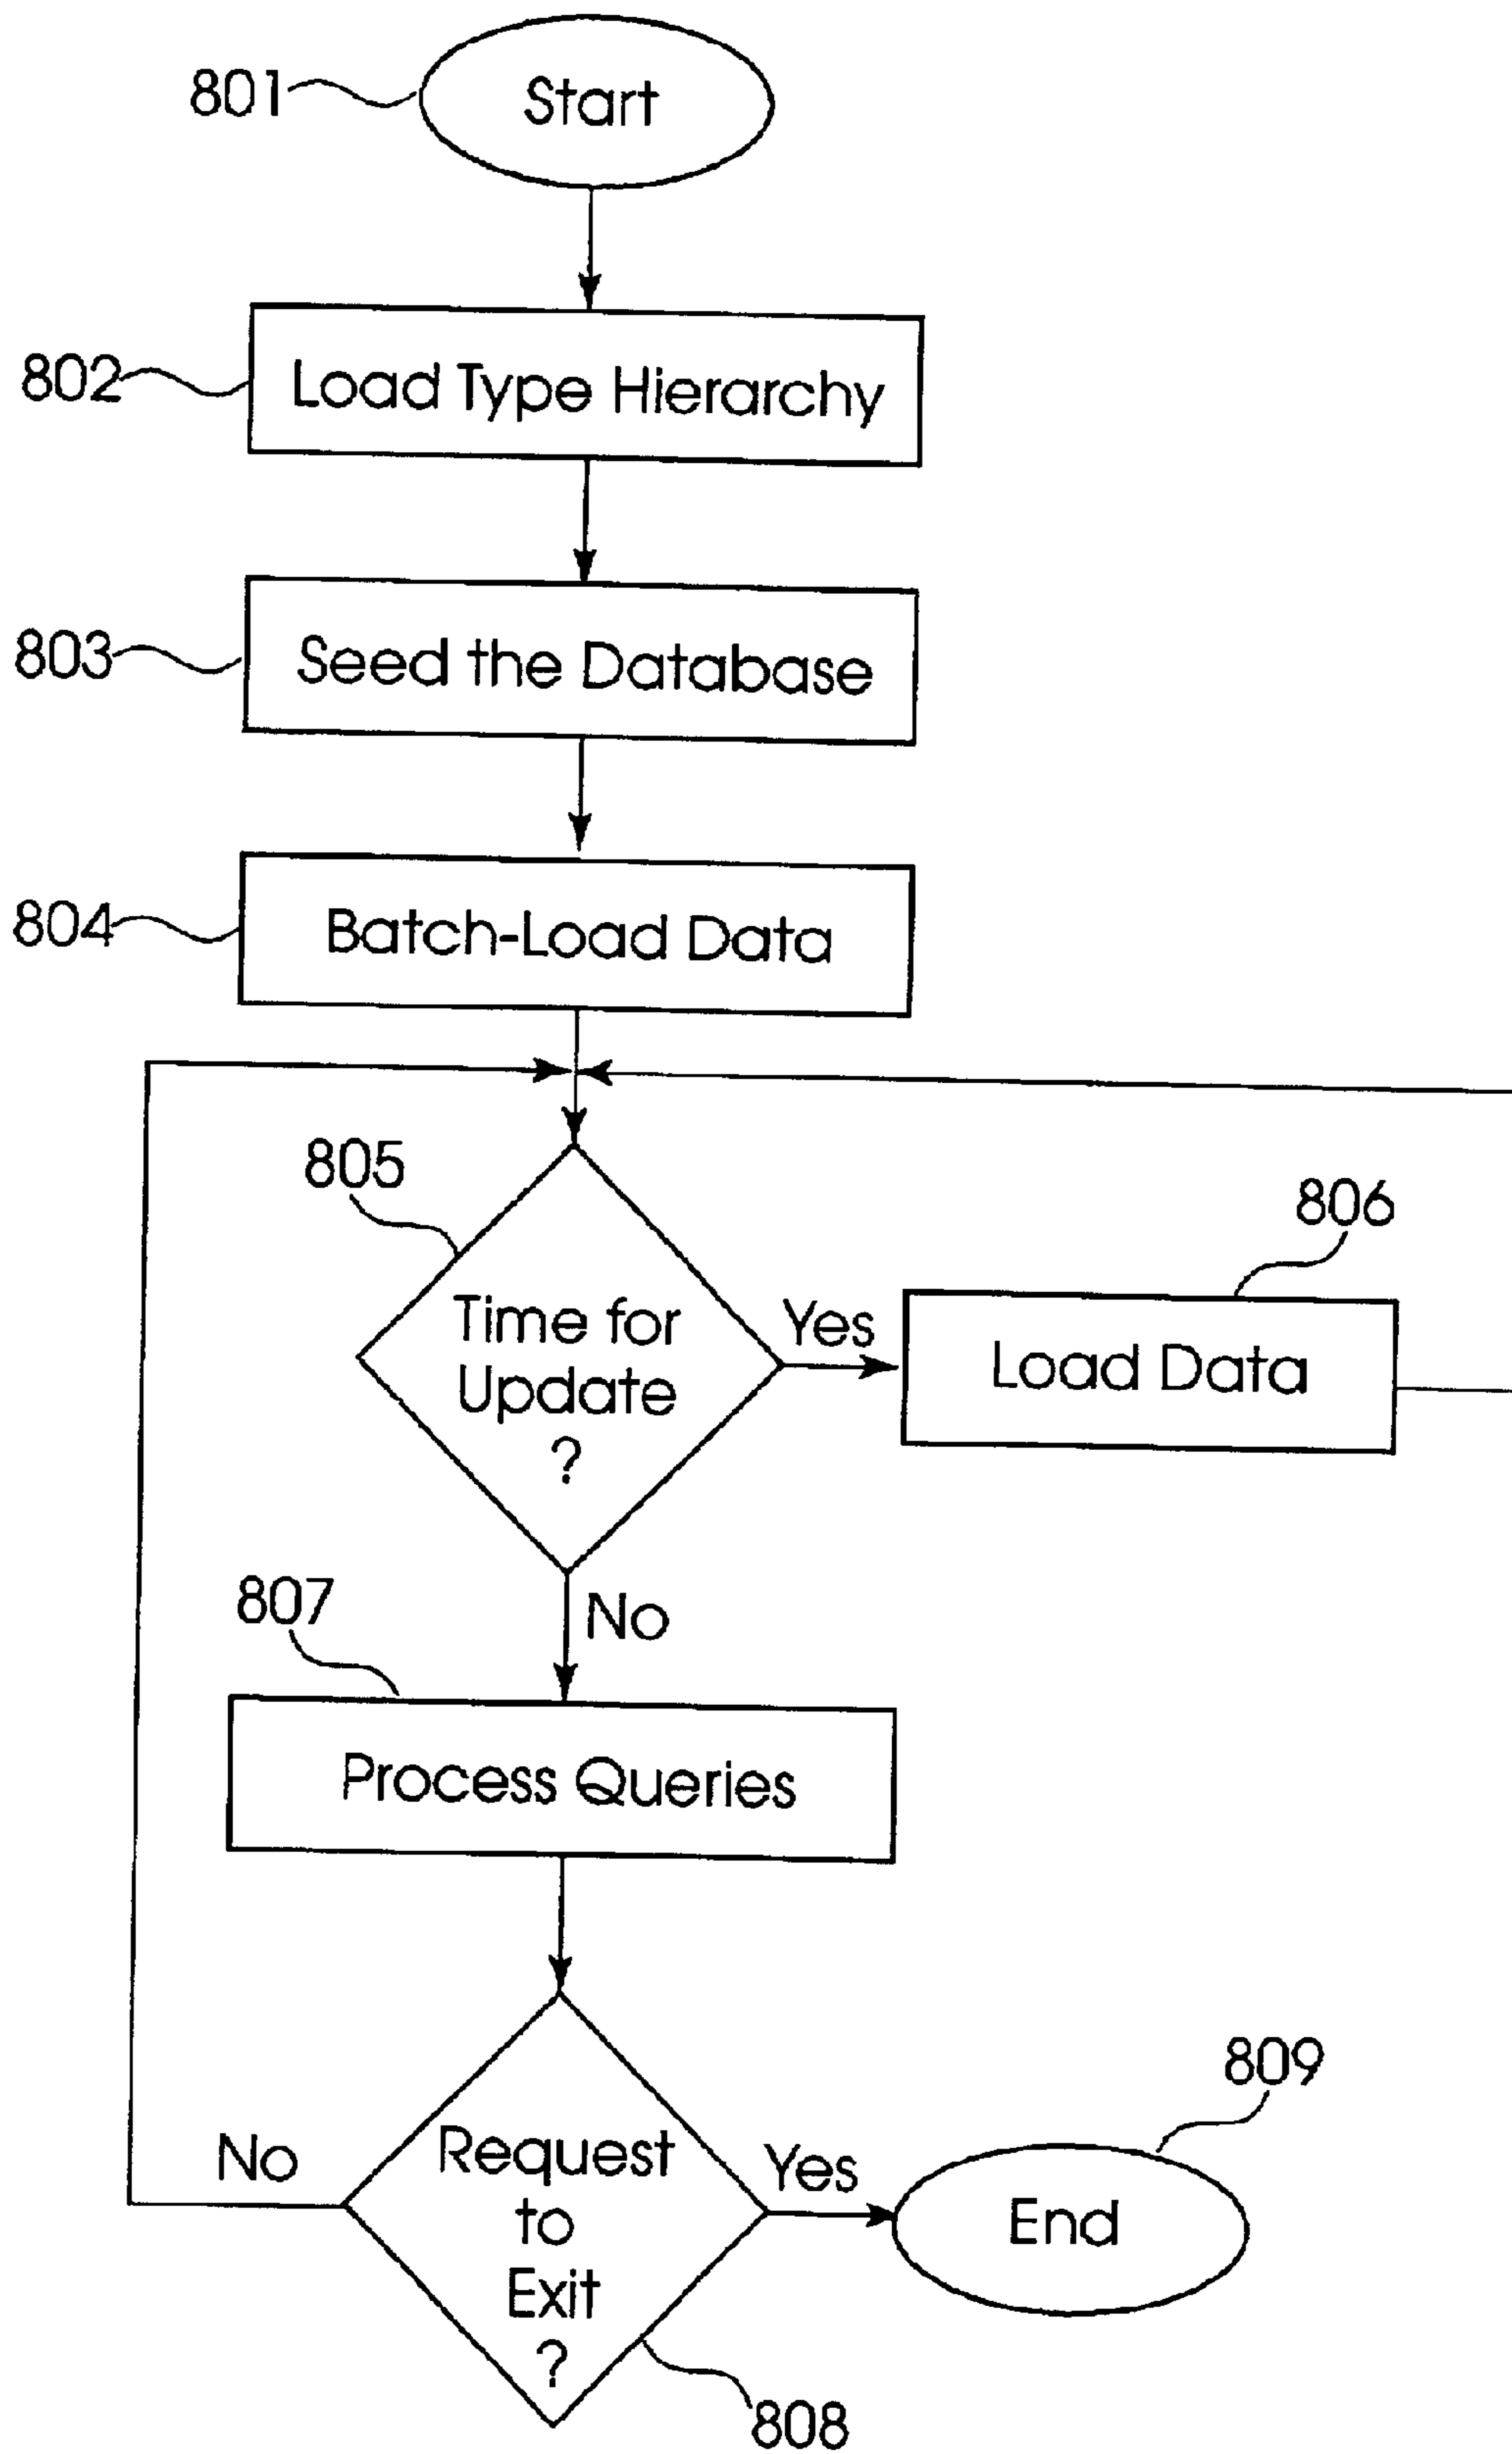 801
Start
802
Load Type Hierarchy
803
Seed the Database
804
Batch-Load Data
805
Time for
Update
?
Yes
806
Load Data
No
807
Process Queries
Request
to
Exit
?
No
Yes
809
End
808